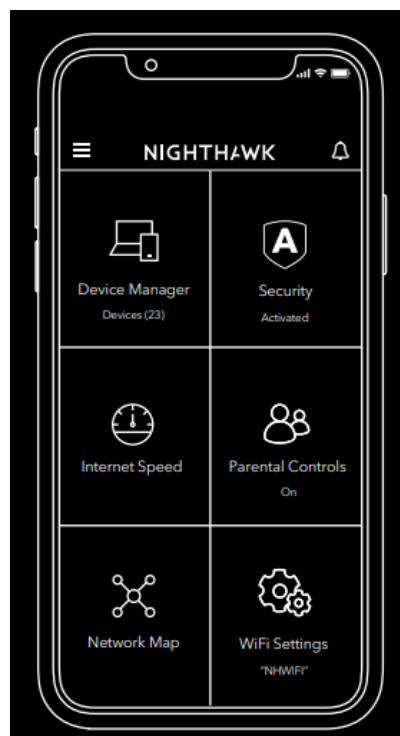 NIGHTHAWK
Device Manager
Devices (23)
A
Security
Activated
Internet Speed
Parental Controls
On
Network Map
WiFi Settings
"NHWIFI"